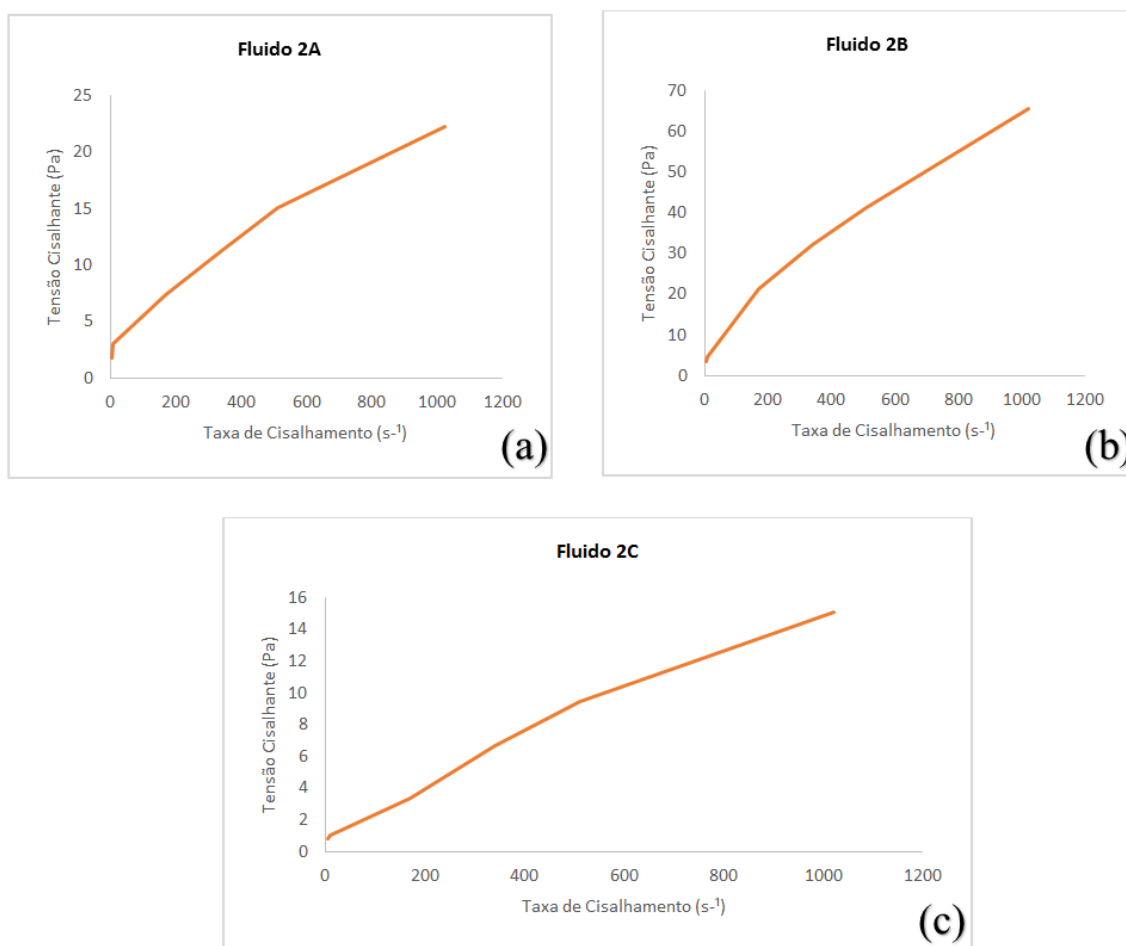 Fluido 2A
Tensão Cisalhante (Pa)
25
20
15
10
5
0
0 200 400 600 800 1000 1200
Taxa de Cisalhamento (s-¹)
(a)
Fluido 2B
Tensão Cisalhante (Pa)
70
60
50
40
30
20
10
0
0 200 400 600 800 1000 1200
Taxa de Cisalhamento (s-¹)
(b)
Fluido 2C
Tensão Cisalhante (Pa)
16
14
12
10
8
6
4
2
0
0 200 400 600 800 1000 1200
Taxa de Cisalhamento (s-¹)
(c)